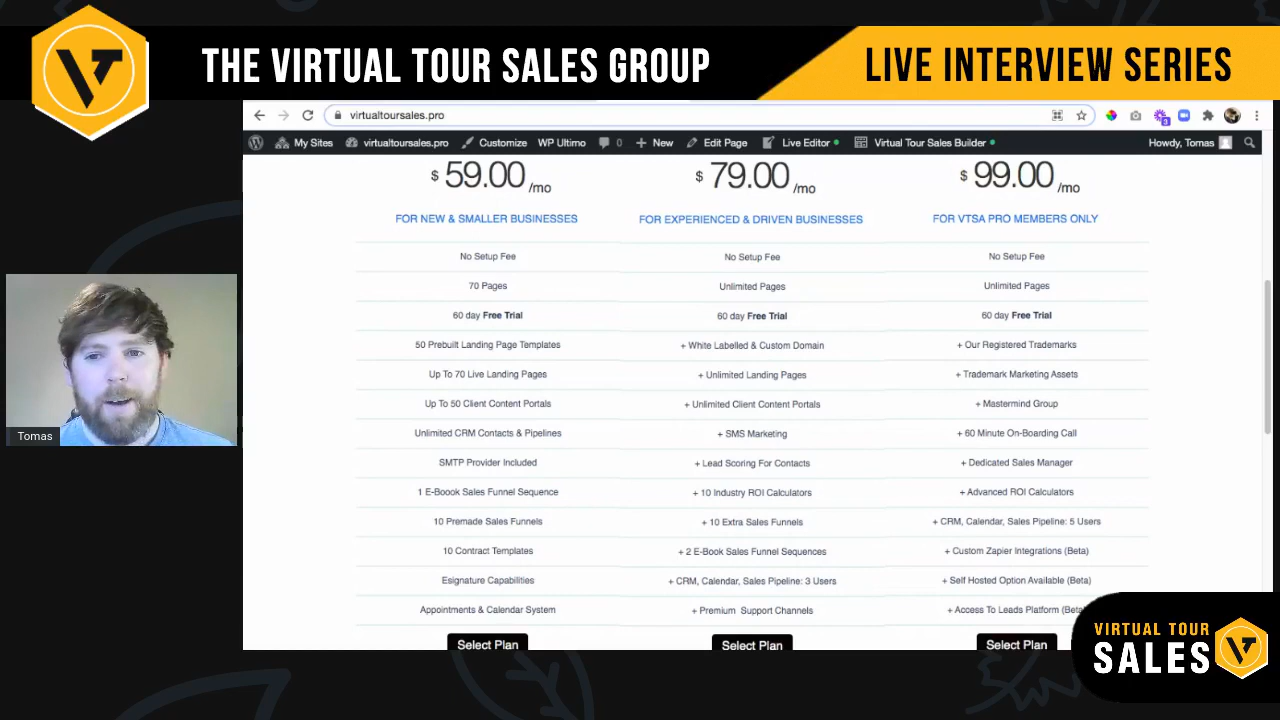 THE VIRTUAL TOUR SALES GROUP
LIVE INTERVIEW SERIES
virtualtoursales.pro
3
My Sites virtualtoursales.pro Customize WP Ultimo 0 New Edit Page Live Editor Virtual Tour Sales Builder Howdy, Tomas
$ 59.00 /mo $ 79.00 /mo $ 99.00 /mo
FOR NEW & SMALLER BUSINESSES FOR EXPERIENCED & DRIVEN BUSINESSES FOR VTSA PRO MEMBERS ONLY
No Setup Fee No Setup Fee No Setup Fee
70 Pages Unlimited Pages Unlimited Pages
60 day Free Trial 60 day Free Trial 60 day Free Trial
50 Prebuilt Landing Page Templates + White Labelled & Custom Domain + Our Registered Trademarks
Up To 70 Live Landing Pages + Unlimited Landing Pages + Trademark Marketing Assets
Up To 50 Client Content Portals + Unlimited Client Content Portals + Mastermind Group
Unlimited CRM Contacts & Pipelines + SMS Marketing + 60 Minute On-Boarding Call
SMTP Provider Included + Lead Scoring For Contacts + Dedicated Sales Manager
1 E-Boook Sales Funnel Sequence + 10 Industry ROI Calculators + Advanced ROI Calculators
10 Premade Sales Funnels + 10 Extra Sales Funnels + CRM, Calendar, Sales Pipeline: 5 Users
10 Contract Templates + 2 E-Book Sales Funnel Sequences + Custom Zapier Integrations (Beta)
Esignature Capabilities + CRM, Calendar, Sales Pipeline: 3 Users + Self Hosted Option Available (Beta)
Appointments & Calendar System + Premium Support Channels + Access To Leads Platform (Beta
Select Plan Select Plan Select Plan
Tomas
VIRTUAL TOUR
SALES